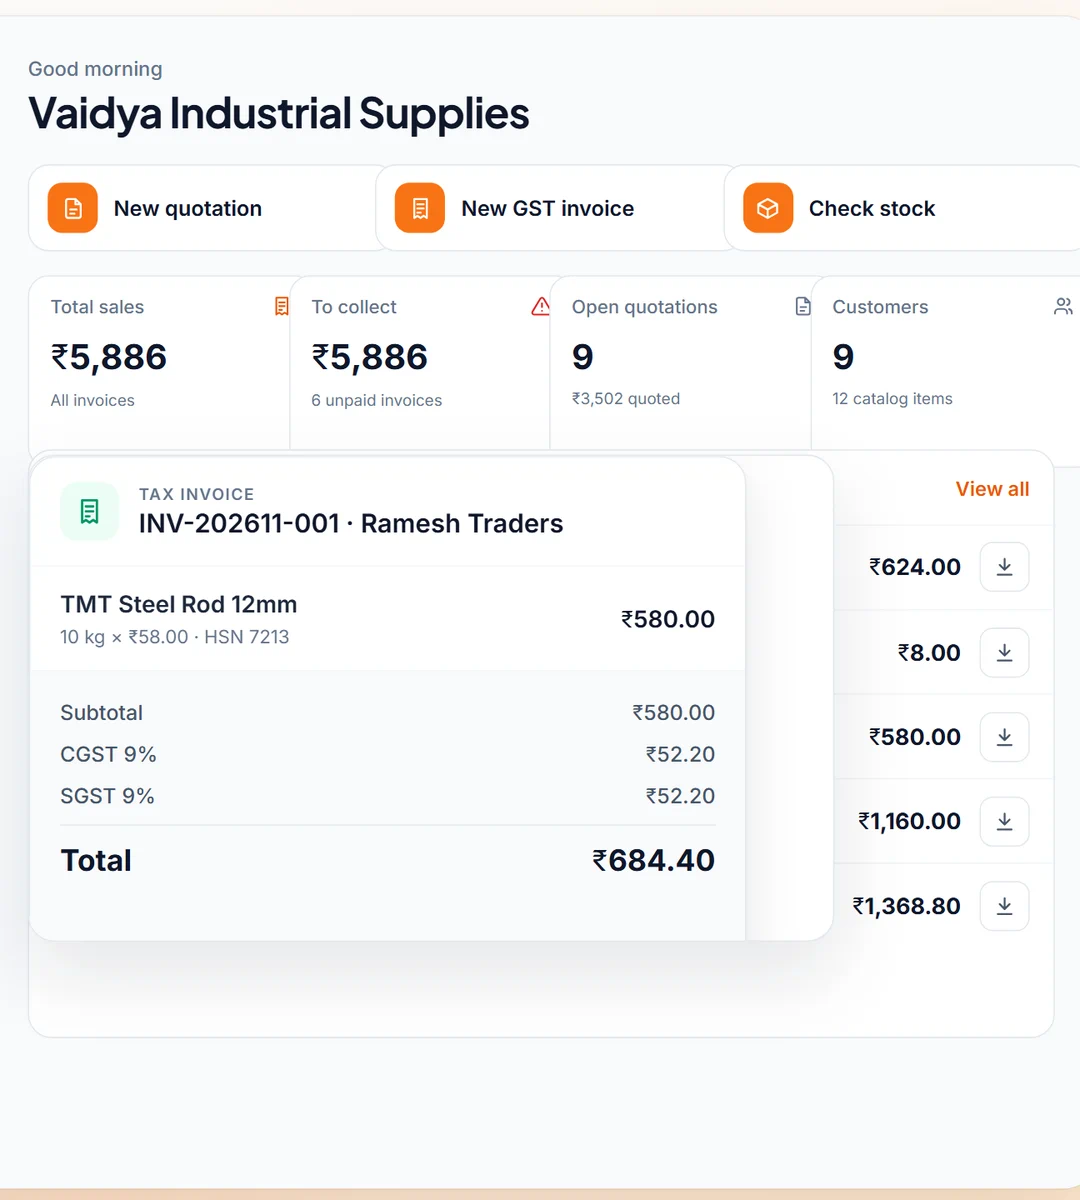 Good morning
Vaidya Industrial Supplies
New quotation
New GST invoice
Check stock
Total sales
₹5,886
All invoices
To collect
₹5,886
6 unpaid invoices
Open quotations
9
₹3,502 quoted
Customers
9
12 catalog items
TAX INVOICE
INV-202611-001 · Ramesh Traders
TMT Steel Rod 12mm
10 kg × ₹58.00 · HSN 7213
₹580.00
Subtotal ₹580.00
CGST 9% ₹52.20
SGST 9% ₹52.20
Total ₹684.40
View all
₹624.00
₹8.00
₹580.00
₹1,160.00
₹1,368.80